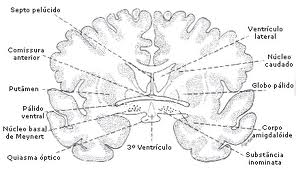 Septo pelúcido
Comissura
anterior
Putâmen
Pálido
ventral
Núcleo basal
de Meynert
Quiasma óptico
3º Ventrículo
Ventrículo
lateral
Núcleo
caudado
Globo pálido
Corpo
amigdalóide
Substância
inominata